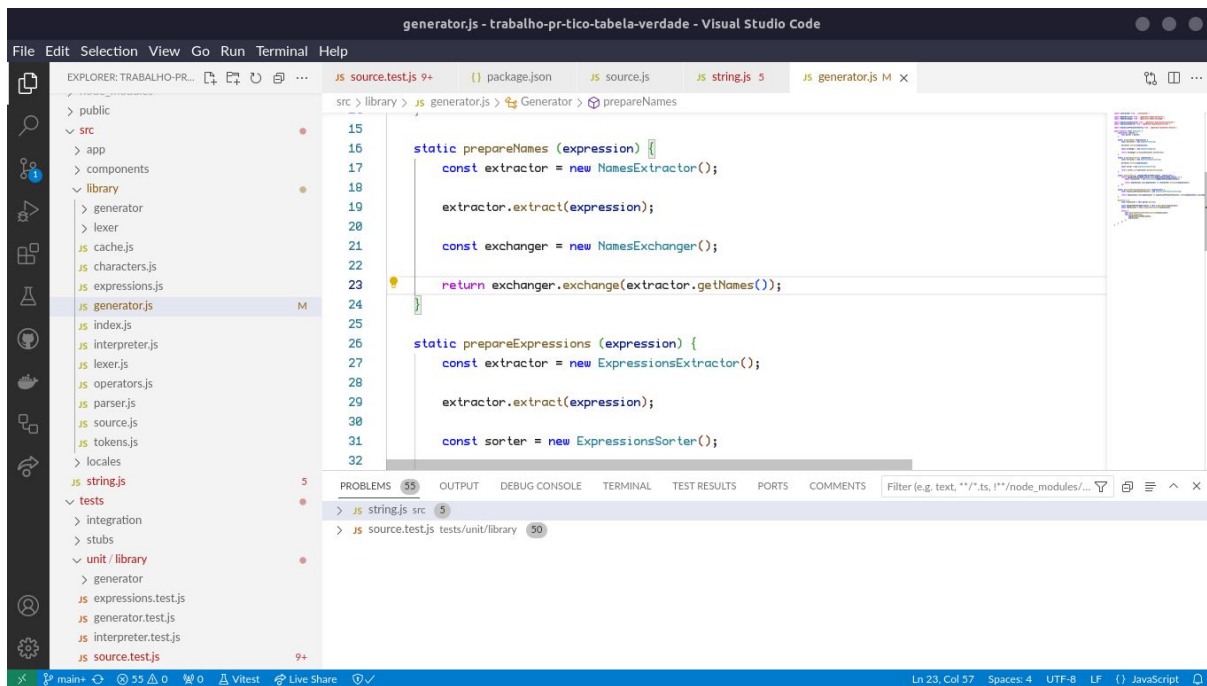 generator.js - trabalho-pr-tico-tabela-verdade - Visual Studio Code
File Edit Selection View Go Run Terminal Help
EXPLORER: TRABALHO-PR... ...
JS source.test.js 9+ {} package.json JS source.js JS string.js 5 JS generator.js M ×
src > library > JS generator.js > Generator > prepareNames
> node_modules
> public
src
> app
> components
library
> generator
> lexer
JS cache.js
JS characters.js
JS expressions.js
JS generator.js M
JS index.js
JS interpreter.js
JS lexer.js
JS operators.js
JS parser.js
JS source.js
JS tokens.js
> locales
JS string.js 5
tests
> integration
> stubs
unit / library
> generator
JS expressions.test.js
JS generator.test.js
JS interpreter.test.js
JS source.test.js 9+
1
15
16 static prepareNames (expression) {
17 const extractor = new NamesExtractor();
18
19 extractor.extract(expression);
20
21 const exchanger = new NamesExchanger();
22
23 return exchanger.exchange(extractor.getNames());
24 }
25
26 static prepareExpressions (expression) {
27 const extractor = new ExpressionsExtractor();
28
29 extractor.extract(expression);
30
31 const sorter = new ExpressionsSorter();
32
PROBLEMS 55 OUTPUT DEBUG CONSOLE TERMINAL TEST RESULTS PORTS COMMENTS Filter (e.g. text, **/*.ts, !**/node_modules/...
> JS string.js src 5
> JS source.test.js tests/unit/library 50
main+ 55 0 0 Vitest Live Share Ln 23, Col 57 Spaces: 4 UTF-8 LF {} JavaScript